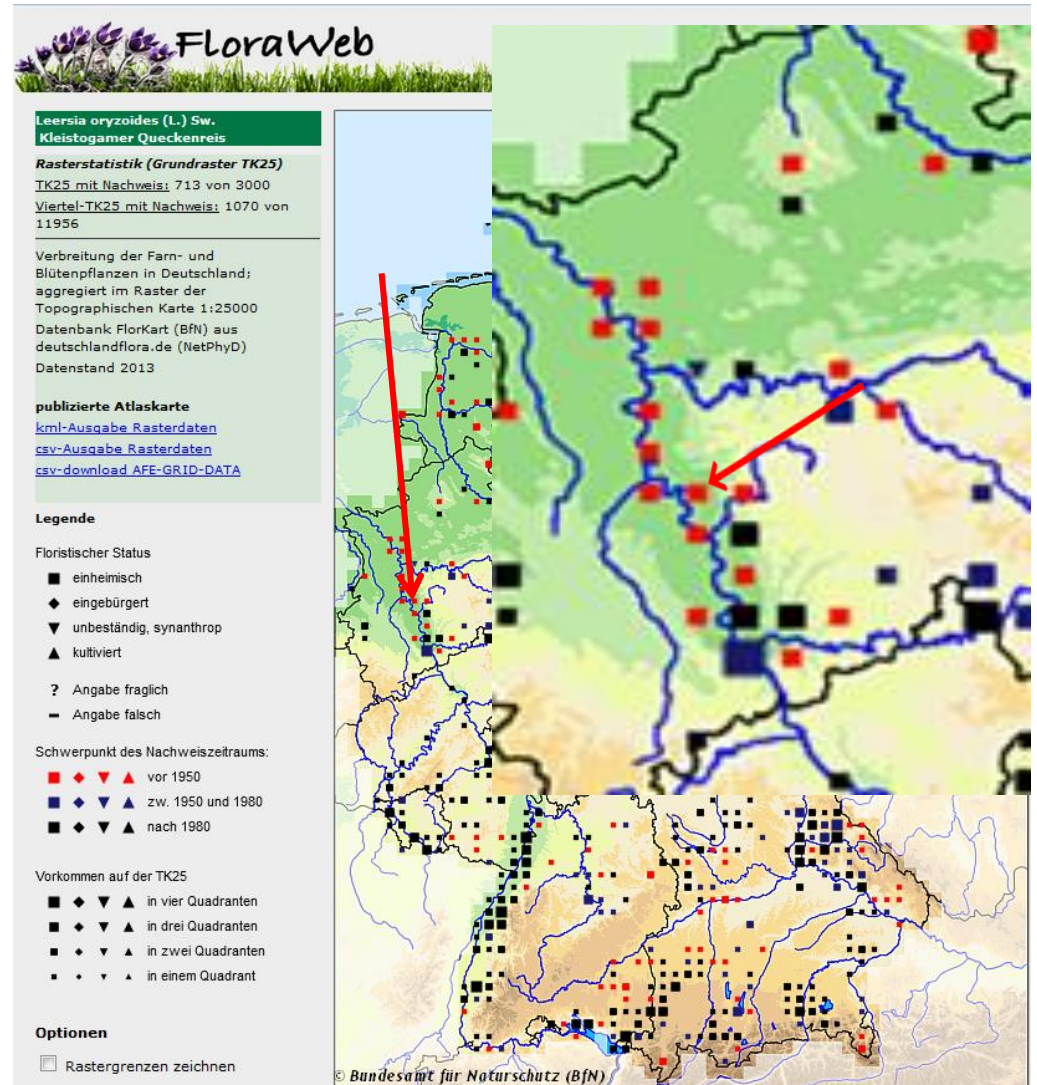 FloraWeb
Leersia oryzoides (L.) Sw.
Kleistogamer Queckenreis
Rasterstatistik (Grundraster TK25)
TK25 mit Nachweis: 713 von 3000
Viertel-TK25 mit Nachweis: 1070 von
11956
Verbreitung der Farn- und
Blütenpflanzen in Deutschland;
aggregiert im Raster der
Topographischen Karte 1:25000
Datenbank FlorKart (BfN) aus
deutschlandflora.de (NetPhyD)
Datenstand 2013
publizierte Atlaskarte
kml-Ausgabe Rasterdaten
csv-Ausgabe Rasterdaten
csv-download AFE-GRID-DATA
Legende
Floristischer Status
einheimisch
eingebürgert
unbeständig, synanthrop
kultiviert
? Angabe fraglich
– Angabe falsch
Schwerpunkt des Nachweiszeitraums:
vor 1950
zw. 1950 und 1980
nach 1980
Vorkommen auf der TK25
in vier Quadranten
in drei Quadranten
in zwei Quadranten
in einem Quadrant
Optionen
Rastergrenzen zeichnen
© Bundesamt für Naturschutz (BfN)